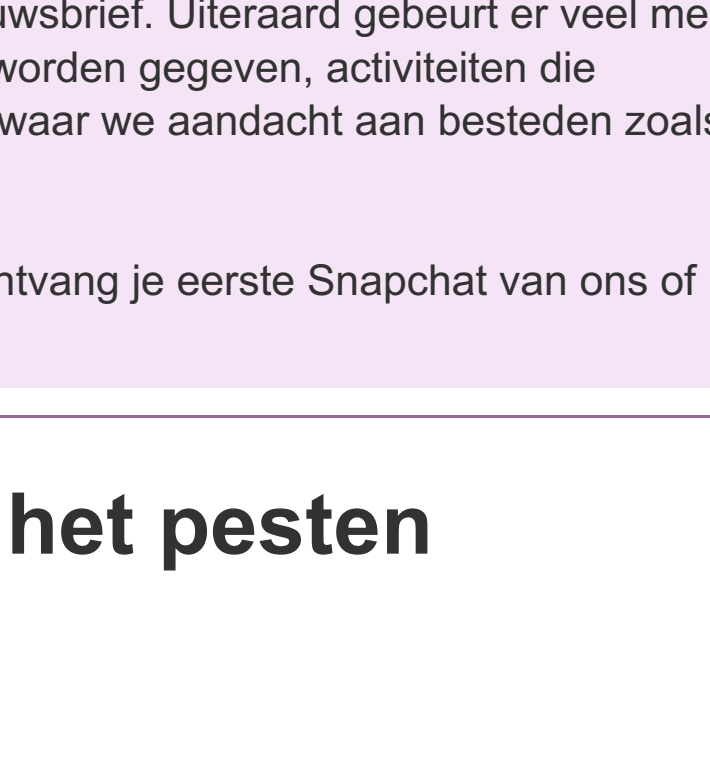 uwsbrief. Uiteraard gebeurt er veel me
worden gegeven, activiteiten die
waar we aandacht aan besteden zoals
ntvang je eerste Snapchat van ons of
het pesten